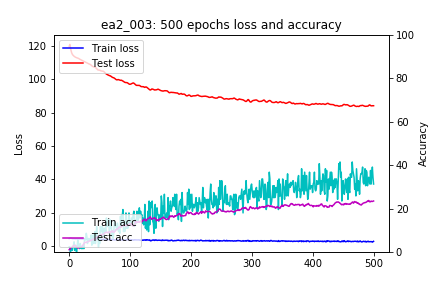 ea2_003: 500 epochs loss and accuracy
Train loss
Test loss
Train acc
Test acc
Loss
Accuracy
120
100
80
60
40
20
0
100
80
60
40
20
0
0
100
200
300
400
500